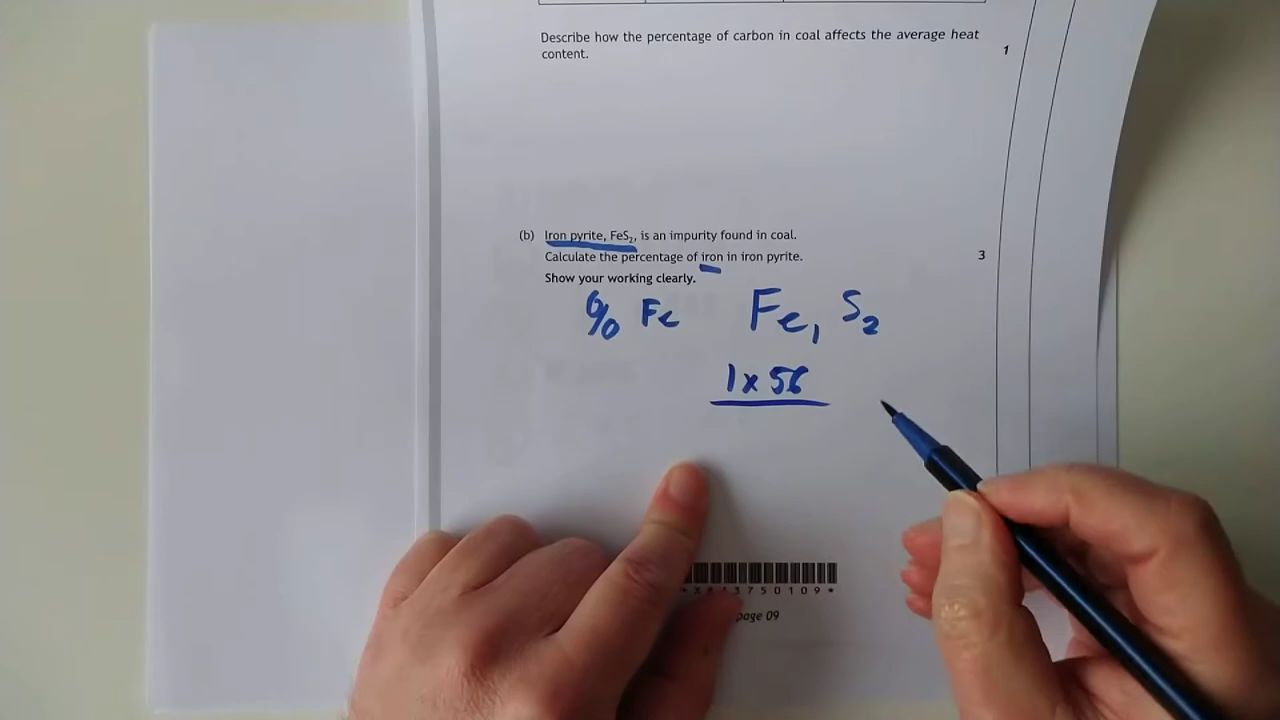 Describe how the percentage of carbon in coal affects the average heat
content.
1
(b) Iron pyrite, FeS₂, is an impurity found in coal.
Calculate the percentage of iron in iron pyrite.
3
Show your working clearly.
% Fe Fe₁ S₂
1 x 56
page 09